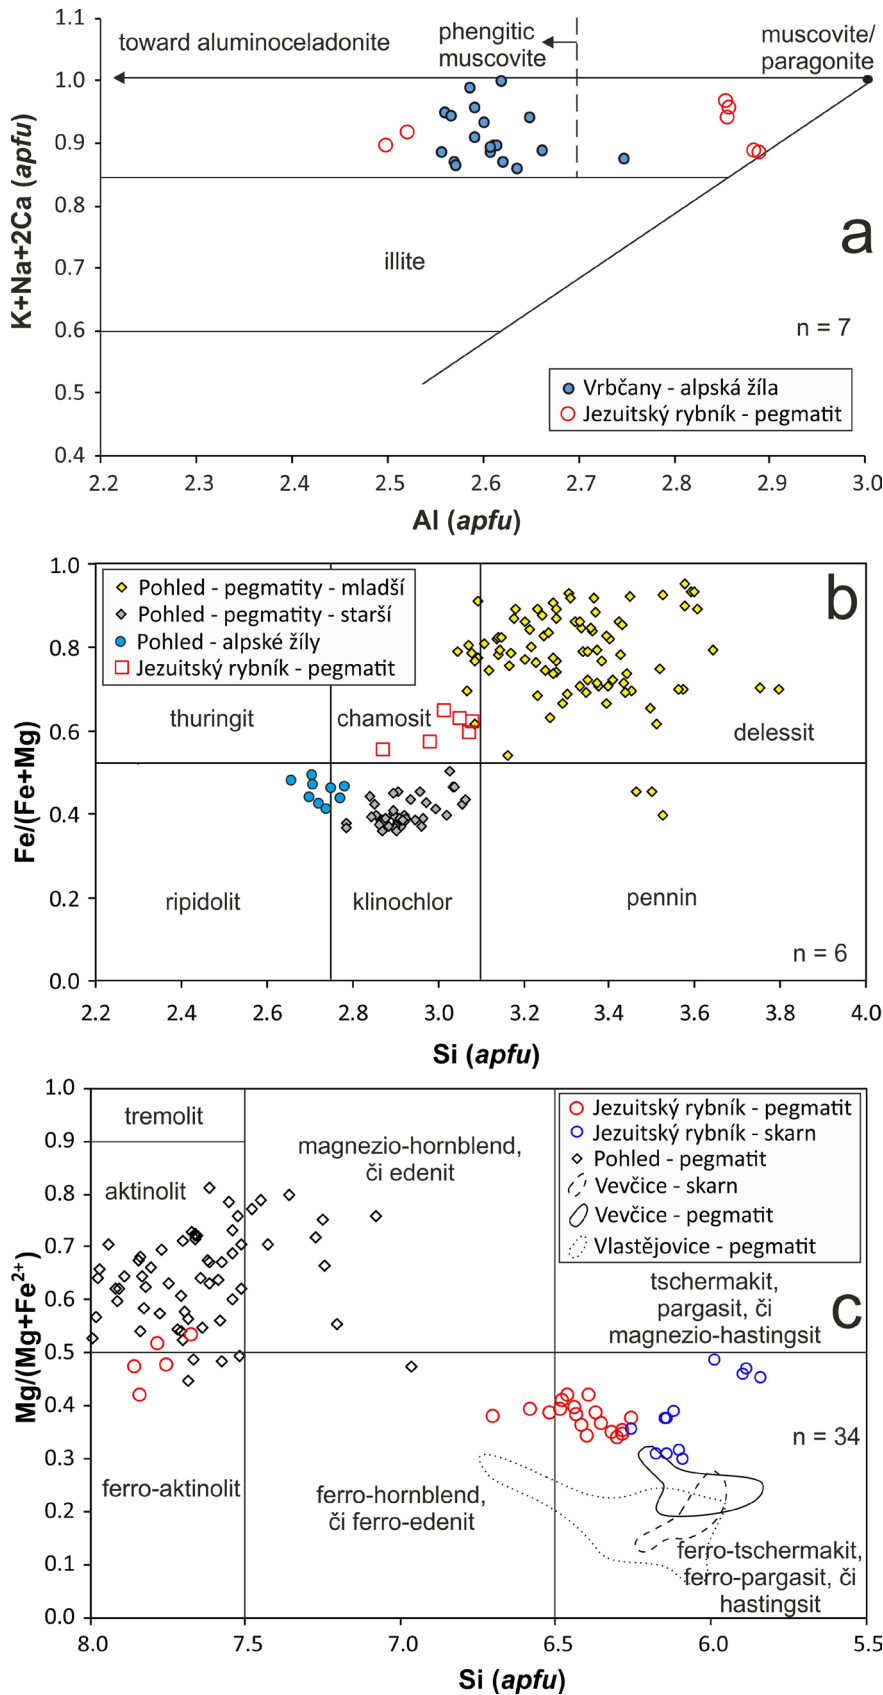 toward aluminoceladonite
phengitic
muscovite
muscovite/
paragonite
1.1
1.0
0.9
0.8
0.7
0.6
0.5
0.4
K+Na+2Ca (apfu)
illite
a
n = 7
Vrbčany - alpská žíla
Jezuitský rybník - pegmatit
2.2 2.3 2.4 2.5 2.6 2.7 2.8 2.9 3.0
Al (apfu)
1.0
0.8
0.6
0.4
0.2
0.0
Fe/(Fe+Mg)
Pohled - pegmatity - mladší
Pohled - pegmatity - starší
Pohled - alpské žíly
Jezuitský rybník - pegmatit
b
thuringit
chamosit
delessit
ripidolit
klinochlor
pennin
n = 6
2.2 2.4 2.6 2.8 3.0 3.2 3.4 3.6 3.8 4.0
Si (apfu)
1.0
0.9
0.8
0.7
0.6
0.5
0.4
0.3
0.2
0.1
0.0
Mg/(Mg+Fe²⁺)
tremolit
aktinolit
magnezio-hornblend,
či edenit
Jezuitský rybník - pegmatit
Jezuitský rybník - skarn
Pohled - pegmatit
Vevčice - skarn
Vevčice - pegmatit
Vlastějovice - pegmatit
tschermakit,
pargasit, či
magnezio-hastingsit
c
n = 34
ferro-aktinolit
ferro-hornblend,
či ferro-edenit
ferro-tschermakit,
ferro-pargasit, či
hastingsit
8.0 7.5 7.0 6.5 6.0 5.5
Si (apfu)